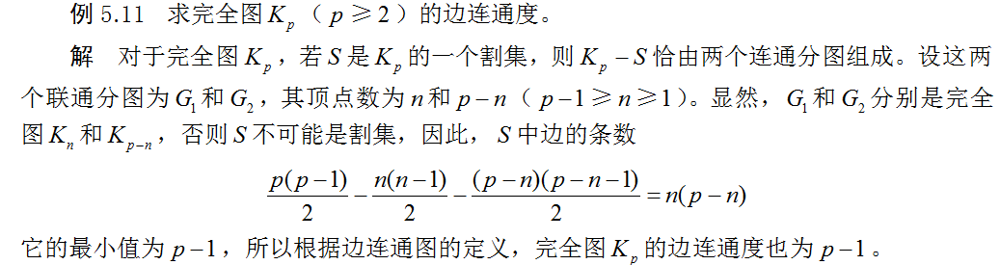 例 5.11 求完全图 K_p（ p ≥ 2 ）的边连通度。
解 对于完全图 K_p，若 S 是 K_p 的一个割集，则 K_p − S 恰由两个连通分图组成。设这两
个联通分图为 G_1 和 G_2，其顶点数为 n 和 p − n（ p − 1 ≥ n ≥ 1）。显然， G_1 和 G_2 分别是完全
图 K_n 和 K_{p−n}，否则 S 不可能是割集，因此， S 中边的条数
\frac{p(p−1)}{2} − \frac{n(n−1)}{2} − \frac{(p−n)(p−n−1)}{2} = n(p−n)
它的最小值为 p − 1，所以根据边连通图的定义，完全图 K_p 的边连通度也为 p − 1。